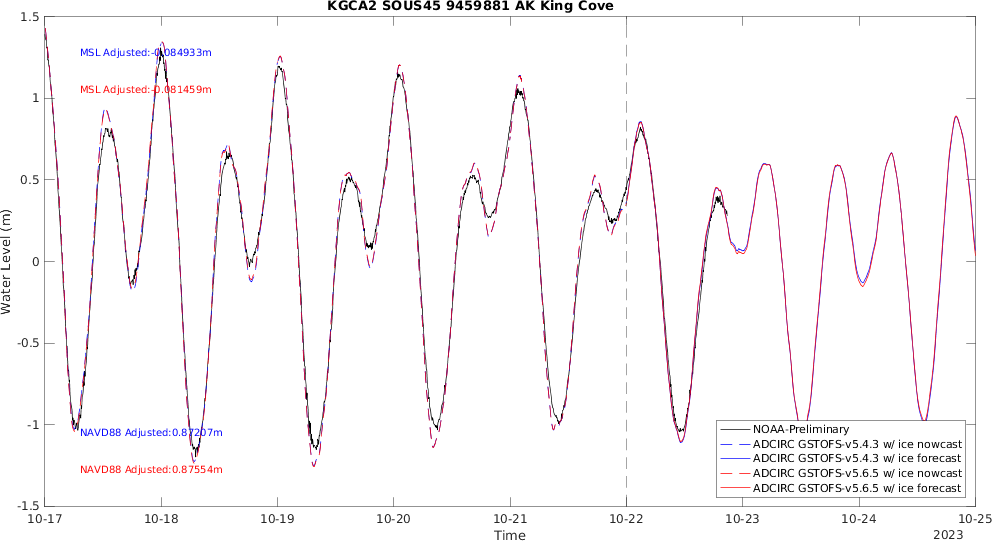 KGCA2 SOUS45 9459881 AK King Cove
1.5
1
0.5
0
-0.5
-1
-1.5
Water Level (m)
MSL Adjusted:-0.084933m
MSL Adjusted:-0.081459m
NAVD88 Adjusted:0.87207m
NAVD88 Adjusted:0.87554m
NOAA-Preliminary
ADCIRC GSTOFS-v5.4.3 w/ ice nowcast
ADCIRC GSTOFS-v5.4.3 w/ ice forecast
ADCIRC GSTOFS-v5.6.5 w/ ice nowcast
ADCIRC GSTOFS-v5.6.5 w/ ice forecast
10-17 10-18 10-19 10-20 10-21 10-22 10-23 10-24 10-25
Time
2023